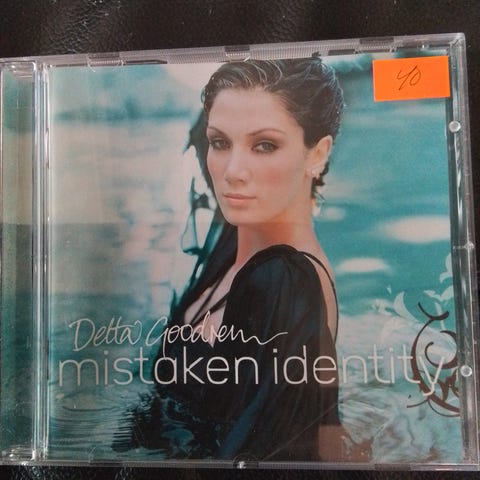 40
Delta Goodrem
mistaken identity